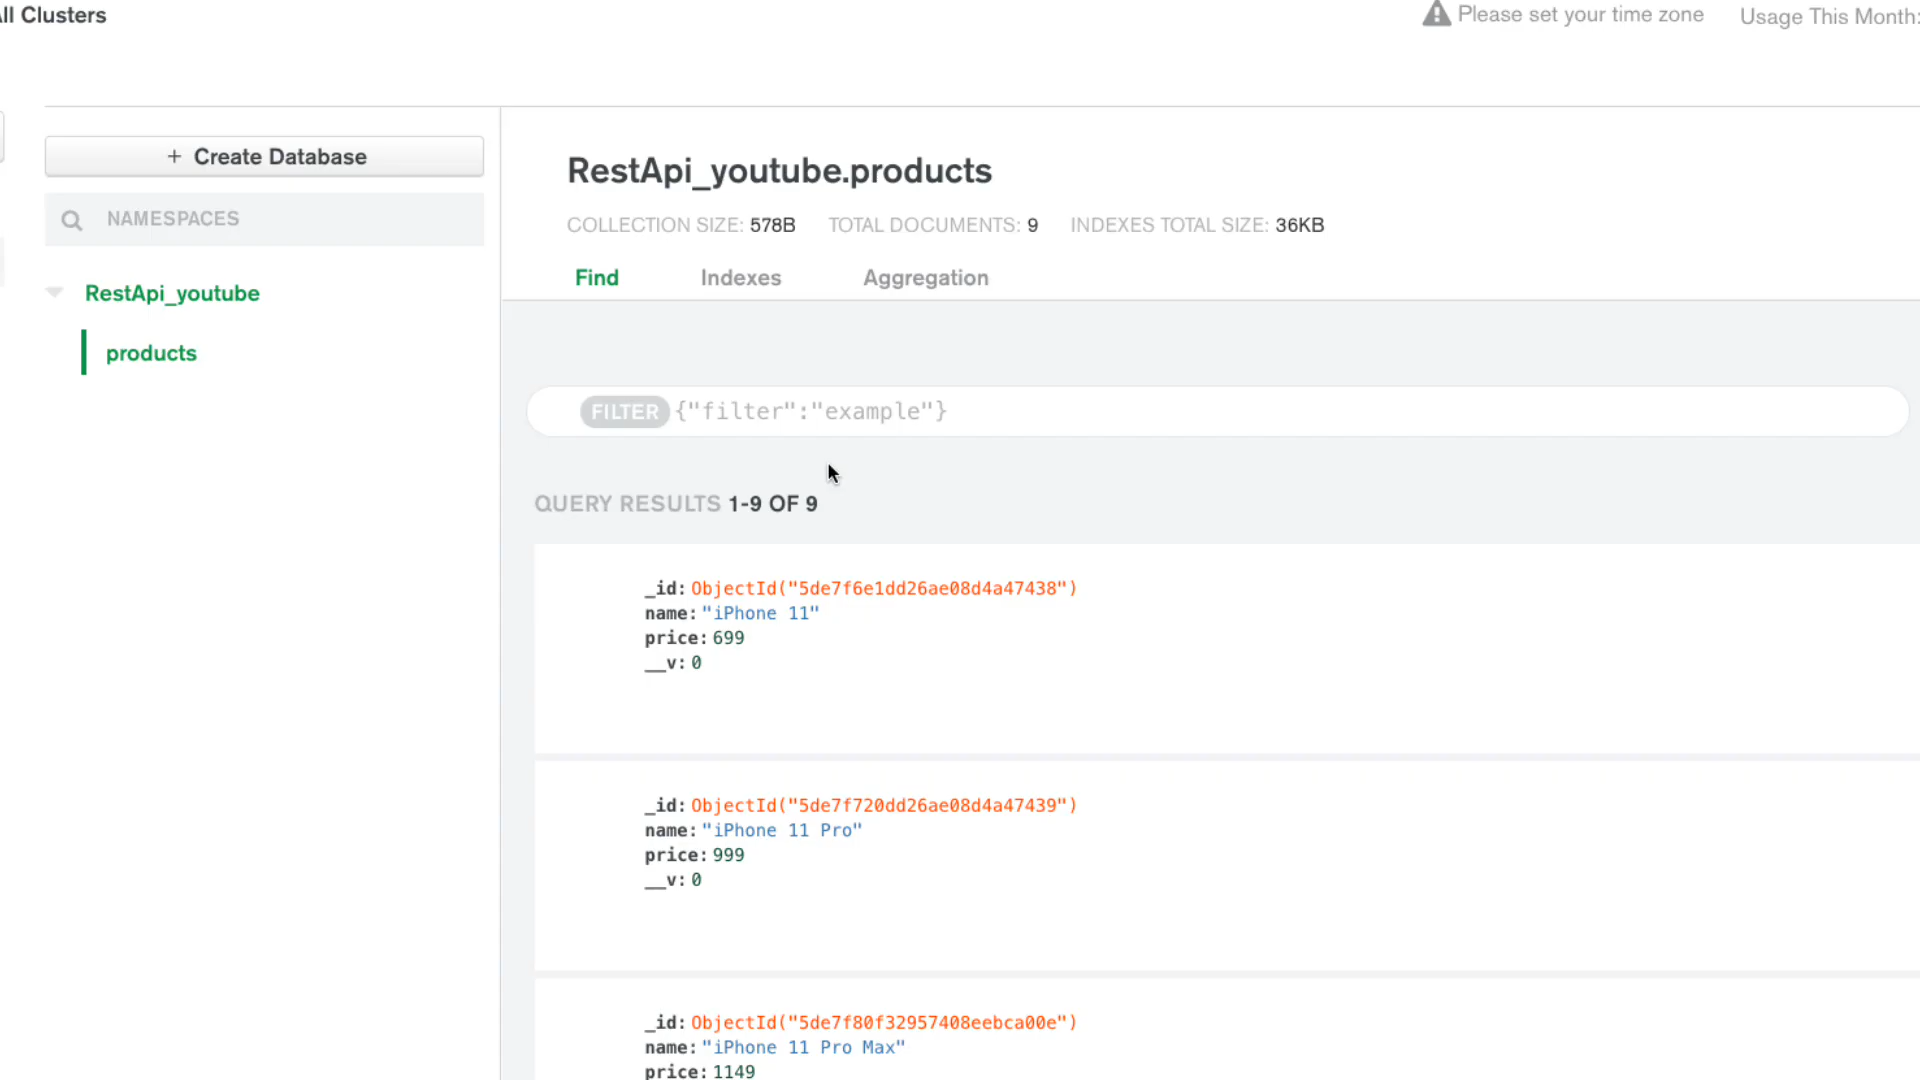 ll Clusters
Please set your time zone
Usage This Month:
+ Create Database
NAMESPACES
RestApi_youtube
products
RestApi_youtube.products
COLLECTION SIZE: 578B TOTAL DOCUMENTS: 9 INDEXES TOTAL SIZE: 36KB
Find Indexes Aggregation
FILTER {"filter":"example"}
QUERY RESULTS 1-9 OF 9
_id: ObjectId("5de7f6e1dd26ae08d4a47438")
name: "iPhone 11"
price: 699
__v: 0
_id: ObjectId("5de7f720dd26ae08d4a47439")
name: "iPhone 11 Pro"
price: 999
__v: 0
_id: ObjectId("5de7f80f32957408eebca00e")
name: "iPhone 11 Pro Max"
price: 1149